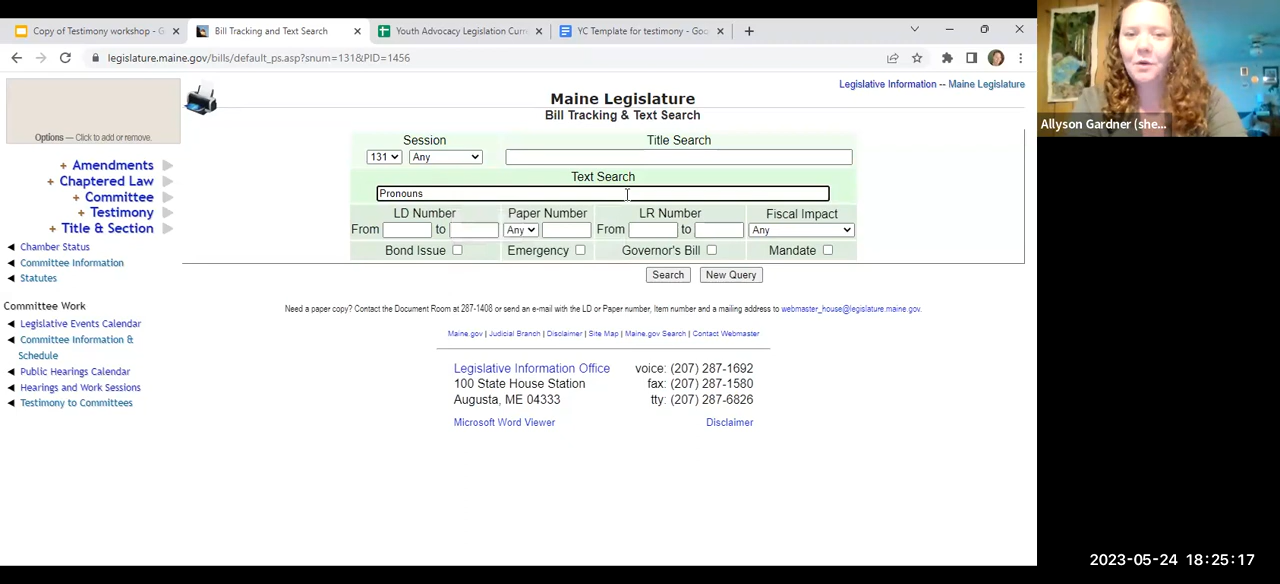 Copy of Testimony workshop - G
Bill Tracking and Text Search
Youth Advocacy Legislation Curr
YC Template for testimony - Goo
legislature.maine.gov/bills/default_ps.asp?snum=131&PID=1456
Options — Click to add or remove.
+ Amendments
+ Chaptered Law
+ Committee
+ Testimony
+ Title & Section
Chamber Status
Committee Information
Statutes
Committee Work
Legislative Events Calendar
Committee Information &
Schedule
Public Hearings Calendar
Hearings and Work Sessions
Testimony to Committees
Legislative Information -- Maine Legislature
Maine Legislature
Bill Tracking & Text Search
Session Title Search
131 Any
Text Search
Pronouns
LD Number Paper Number LR Number Fiscal Impact
From to Any From to Any
Bond Issue Emergency Governor's Bill Mandate
Search New Query
Need a paper copy? Contact the Document Room at 287-1408 or send an e-mail with the LD or Paper number, Item number and a mailing address to webmaster_house@legislature.maine.gov.
Maine.gov | Judicial Branch | Disclaimer | Site Map | Maine.gov Search | Contact Webmaster
Legislative Information Office voice: (207) 287-1692
100 State House Station fax: (207) 287-1580
Augusta, ME 04333 tty: (207) 287-6826
Microsoft Word Viewer Disclaimer
Allyson Gardner (she...
2023-05-24 18:25:17